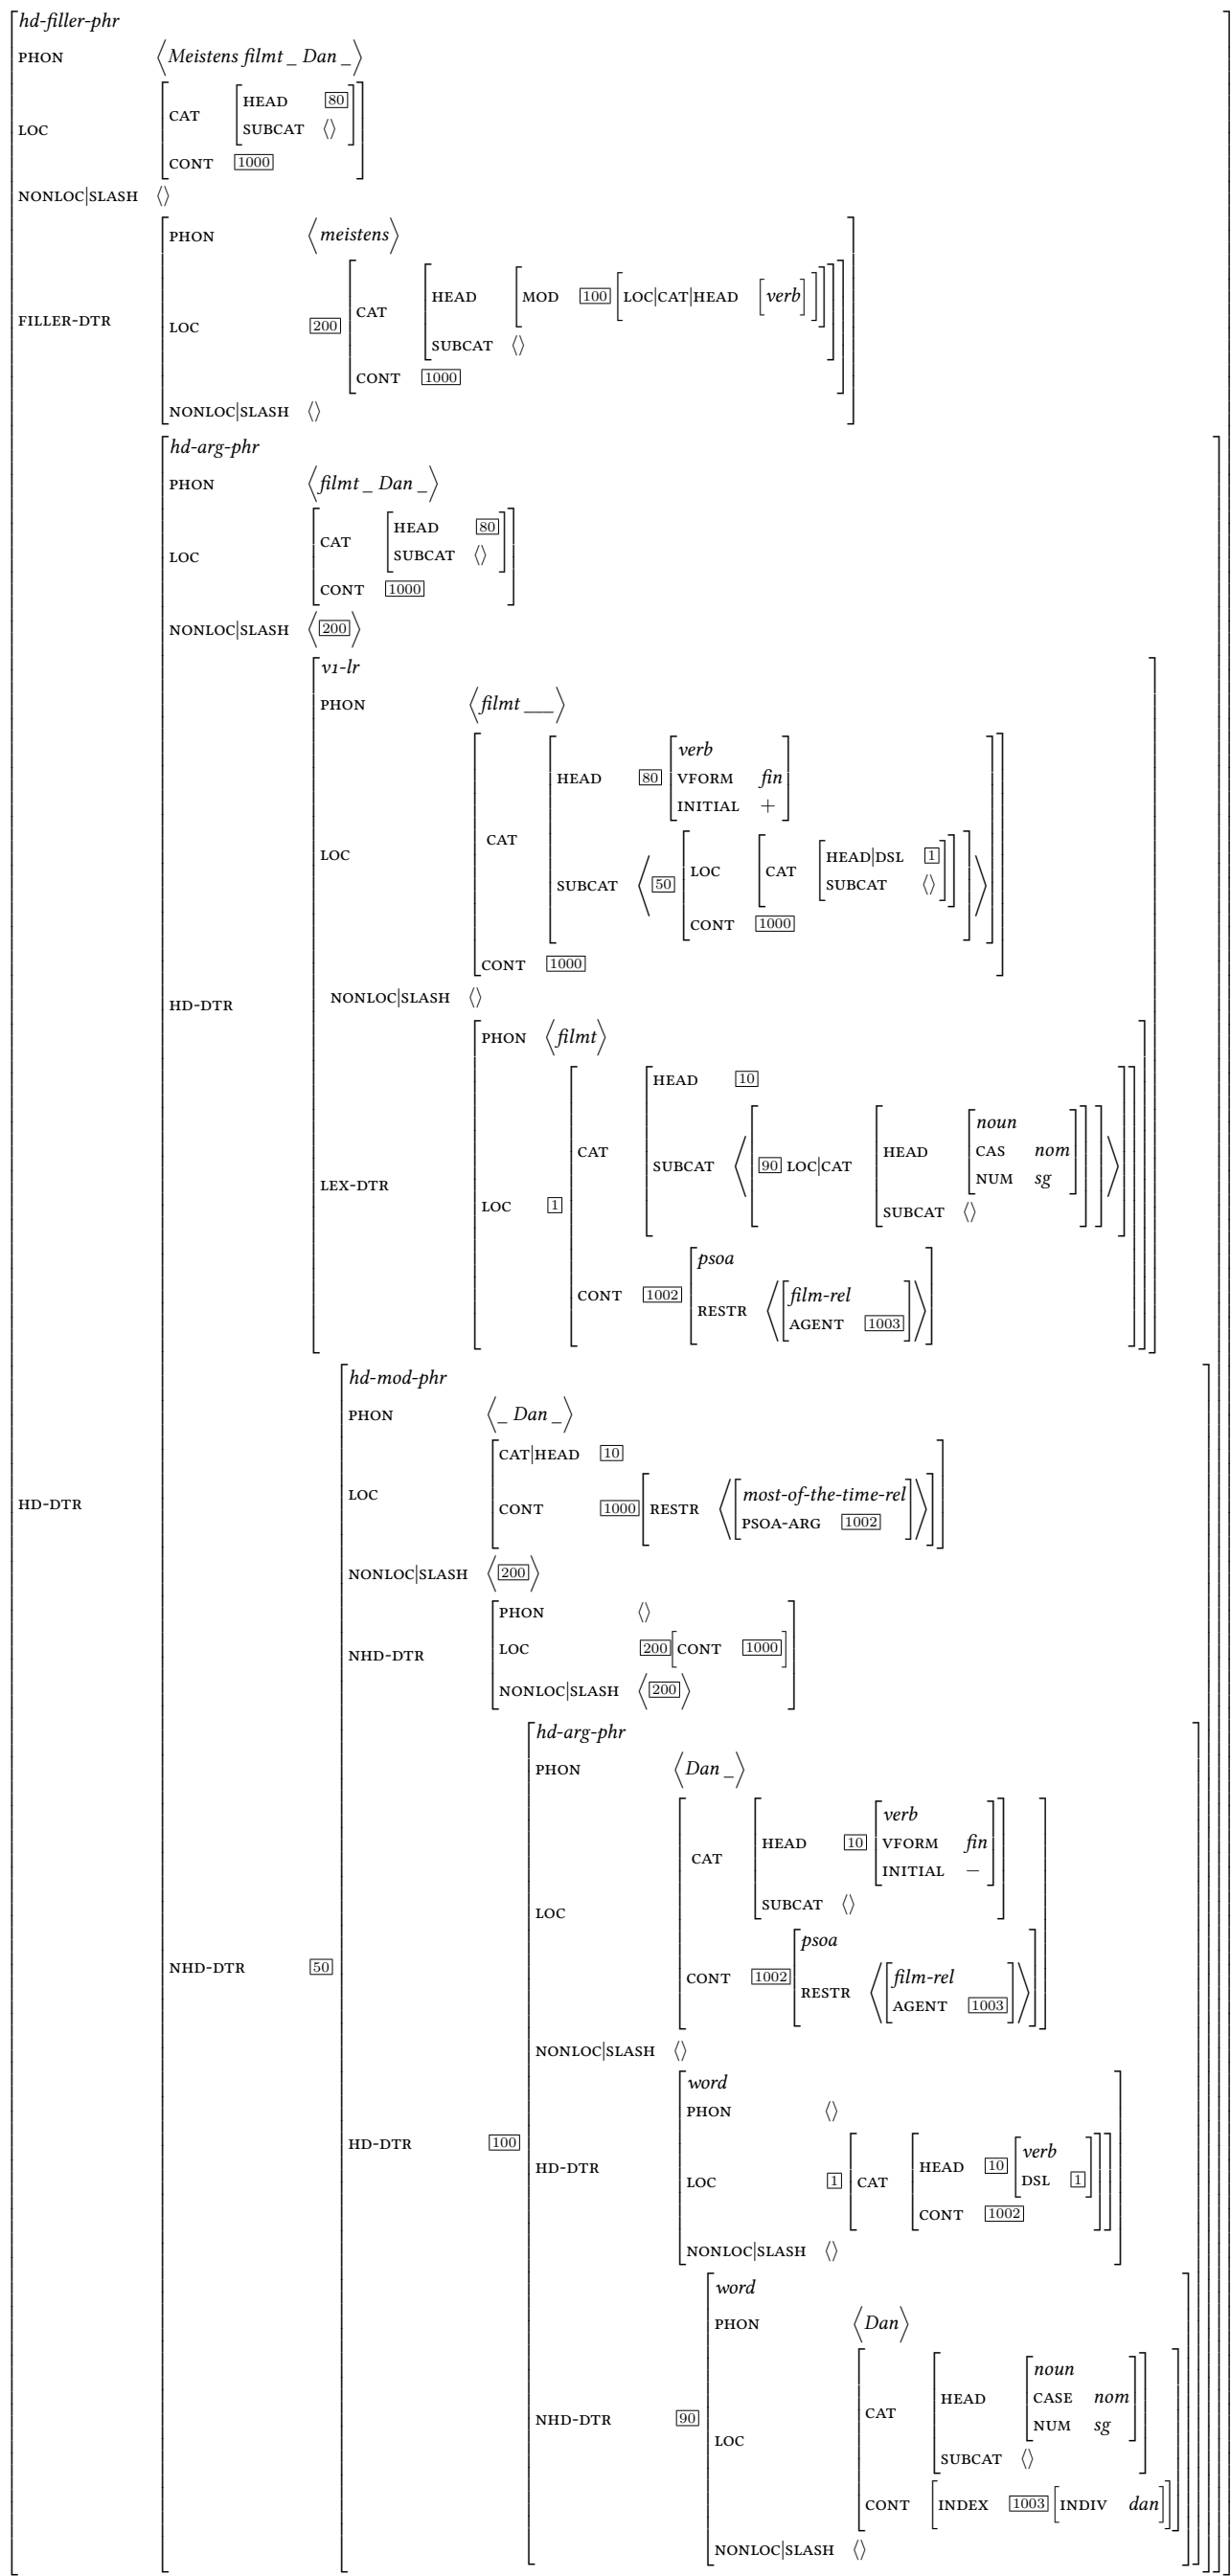 hd-filler-phr
PHON ⟨Meistens filmt _ Dan _⟩
HEAD 80
CAT
SUBCAT ⟨⟩
LOC
CONT 1000
NONLOC|SLASH ⟨⟩
PHON ⟨meistens⟩
HEAD MOD 100 LOC|CAT|HEAD verb
CAT
FILLER-DTR LOC 200
SUBCAT ⟨⟩
CONT 1000
NONLOC|SLASH ⟨⟩
hd-arg-phr
PHON ⟨filmt _ Dan _⟩
HEAD 80
CAT
SUBCAT ⟨⟩
LOC
CONT 1000
NONLOC|SLASH ⟨200⟩
v1-lr
PHON ⟨filmt ___⟩
verb
HEAD 80 VFORM fin
INITIAL +
CAT
LOC
HEAD|DSL 1
LOC CAT
SUBCAT ⟨50 SUBCAT ⟨⟩ ⟩
CONT 1000
CONT 1000
NONLOC|SLASH ⟨⟩
HD-DTR
PHON ⟨filmt⟩
HEAD 10
noun
CAT HEAD CAS nom
SUBCAT ⟨90 LOC|CAT NUM sg ⟩
LEX-DTR
SUBCAT ⟨⟩
LOC 1
psoa
CONT 1002 film-rel
RESTR ⟨ AGENT 1003 ⟩
hd-mod-phr
PHON ⟨_ Dan _⟩
CAT|HEAD 10
LOC
most-of-the-time-rel
CONT 1000 RESTR ⟨ PSOA-ARG 1002 ⟩
HD-DTR
NONLOC|SLASH ⟨200⟩
PHON ⟨⟩
NHD-DTR LOC 200 CONT 1000
NONLOC|SLASH ⟨200⟩
hd-arg-phr
PHON ⟨Dan _⟩
verb
HEAD 10 VFORM fin
CAT INITIAL −
SUBCAT ⟨⟩
LOC
psoa
NHD-DTR 50
CONT 1002 film-rel
RESTR ⟨ AGENT 1003 ⟩
NONLOC|SLASH ⟨⟩
word
PHON ⟨⟩
HD-DTR 100
HD-DTR
verb
HEAD 10 DSL 1
LOC 1 CAT
CONT 1002
NONLOC|SLASH ⟨⟩
word
PHON ⟨Dan⟩
noun
HEAD CASE nom
CAT NUM sg
NHD-DTR 90
LOC
SUBCAT ⟨⟩
CONT INDEX 1003 INDIV dan
NONLOC|SLASH ⟨⟩